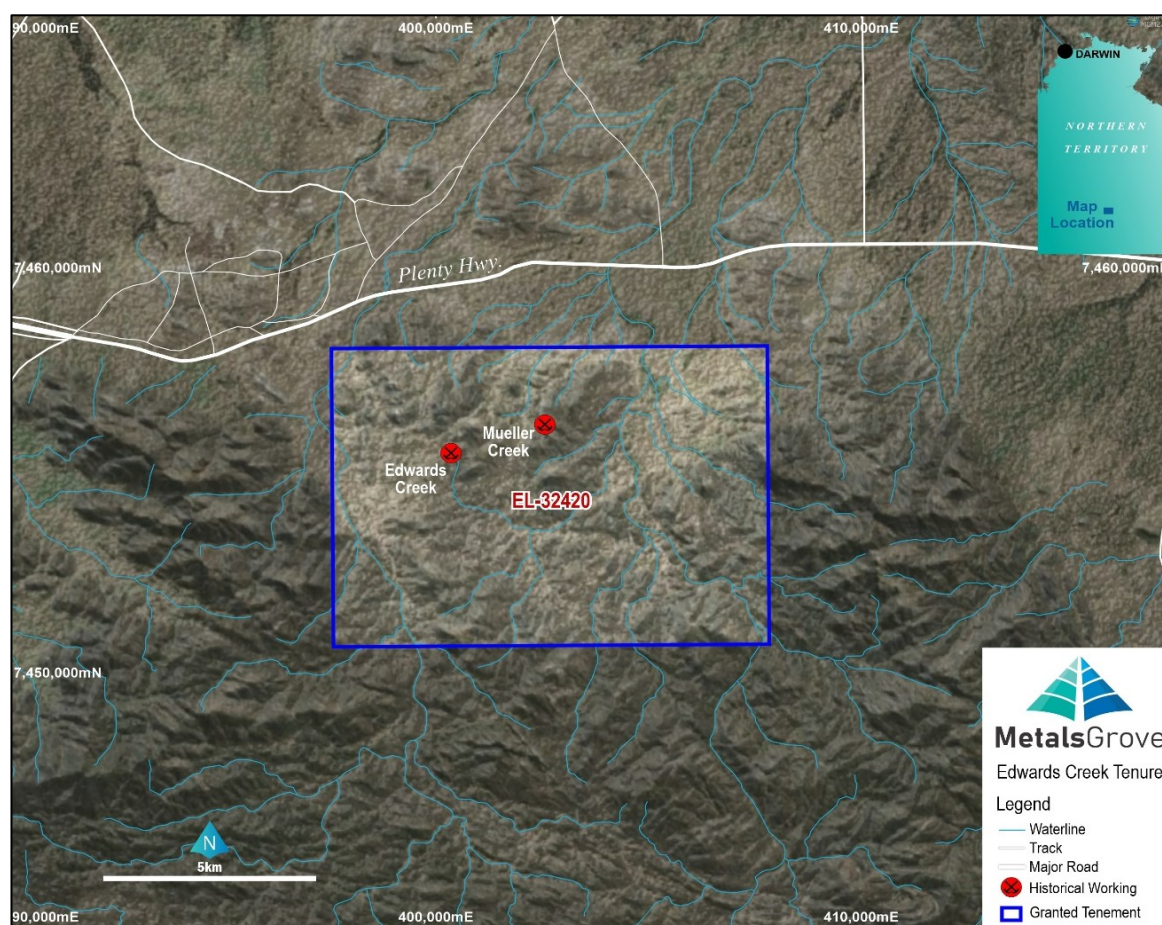 90,000mE
400,000mE
410,000mE
DARWIN
NORTHERN
TERRITORY
Map
Location
7,460,000mN
Plenty Hwy.
7,460,000m
Mueller
Creek
Edwards
Creek
EL-32420
7,450,000mN
MetalsGrove
Edwards Creek Tenure
Legend
Waterline
Track
Major Road
Historical Working
Granted Tenement
N
5km
90,000mE
400,000mE
410,000mE